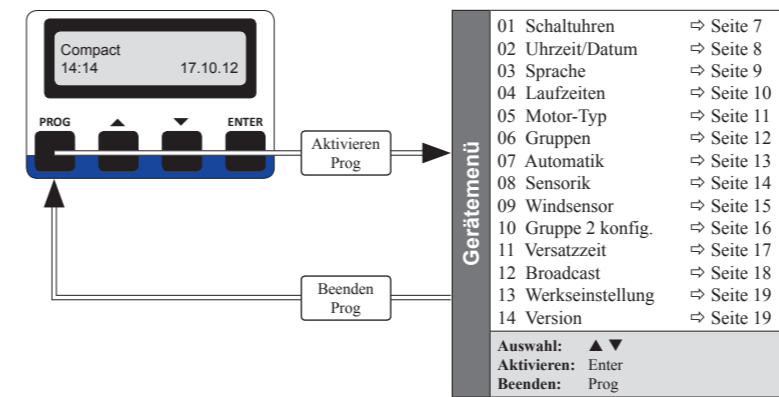 Compact
14:14 17.10.12
PROG ▲ ▼ ENTER
Aktivieren
Prog
Beenden
Prog
Gerätemenü
01 Schaltuhren ⇨ Seite 7
02 Uhrzeit/Datum ⇨ Seite 8
03 Sprache ⇨ Seite 9
04 Laufzeiten ⇨ Seite 10
05 Motor-Typ ⇨ Seite 11
06 Gruppen ⇨ Seite 12
07 Automatik ⇨ Seite 13
08 Sensorik ⇨ Seite 14
09 Windsensor ⇨ Seite 15
10 Gruppe 2 konfig. ⇨ Seite 16
11 Versatzzeit ⇨ Seite 17
12 Broadcast ⇨ Seite 18
13 Werkseinstellung ⇨ Seite 19
14 Version ⇨ Seite 19
Auswahl: ▲ ▼
Aktivieren: Enter
Beenden: Prog